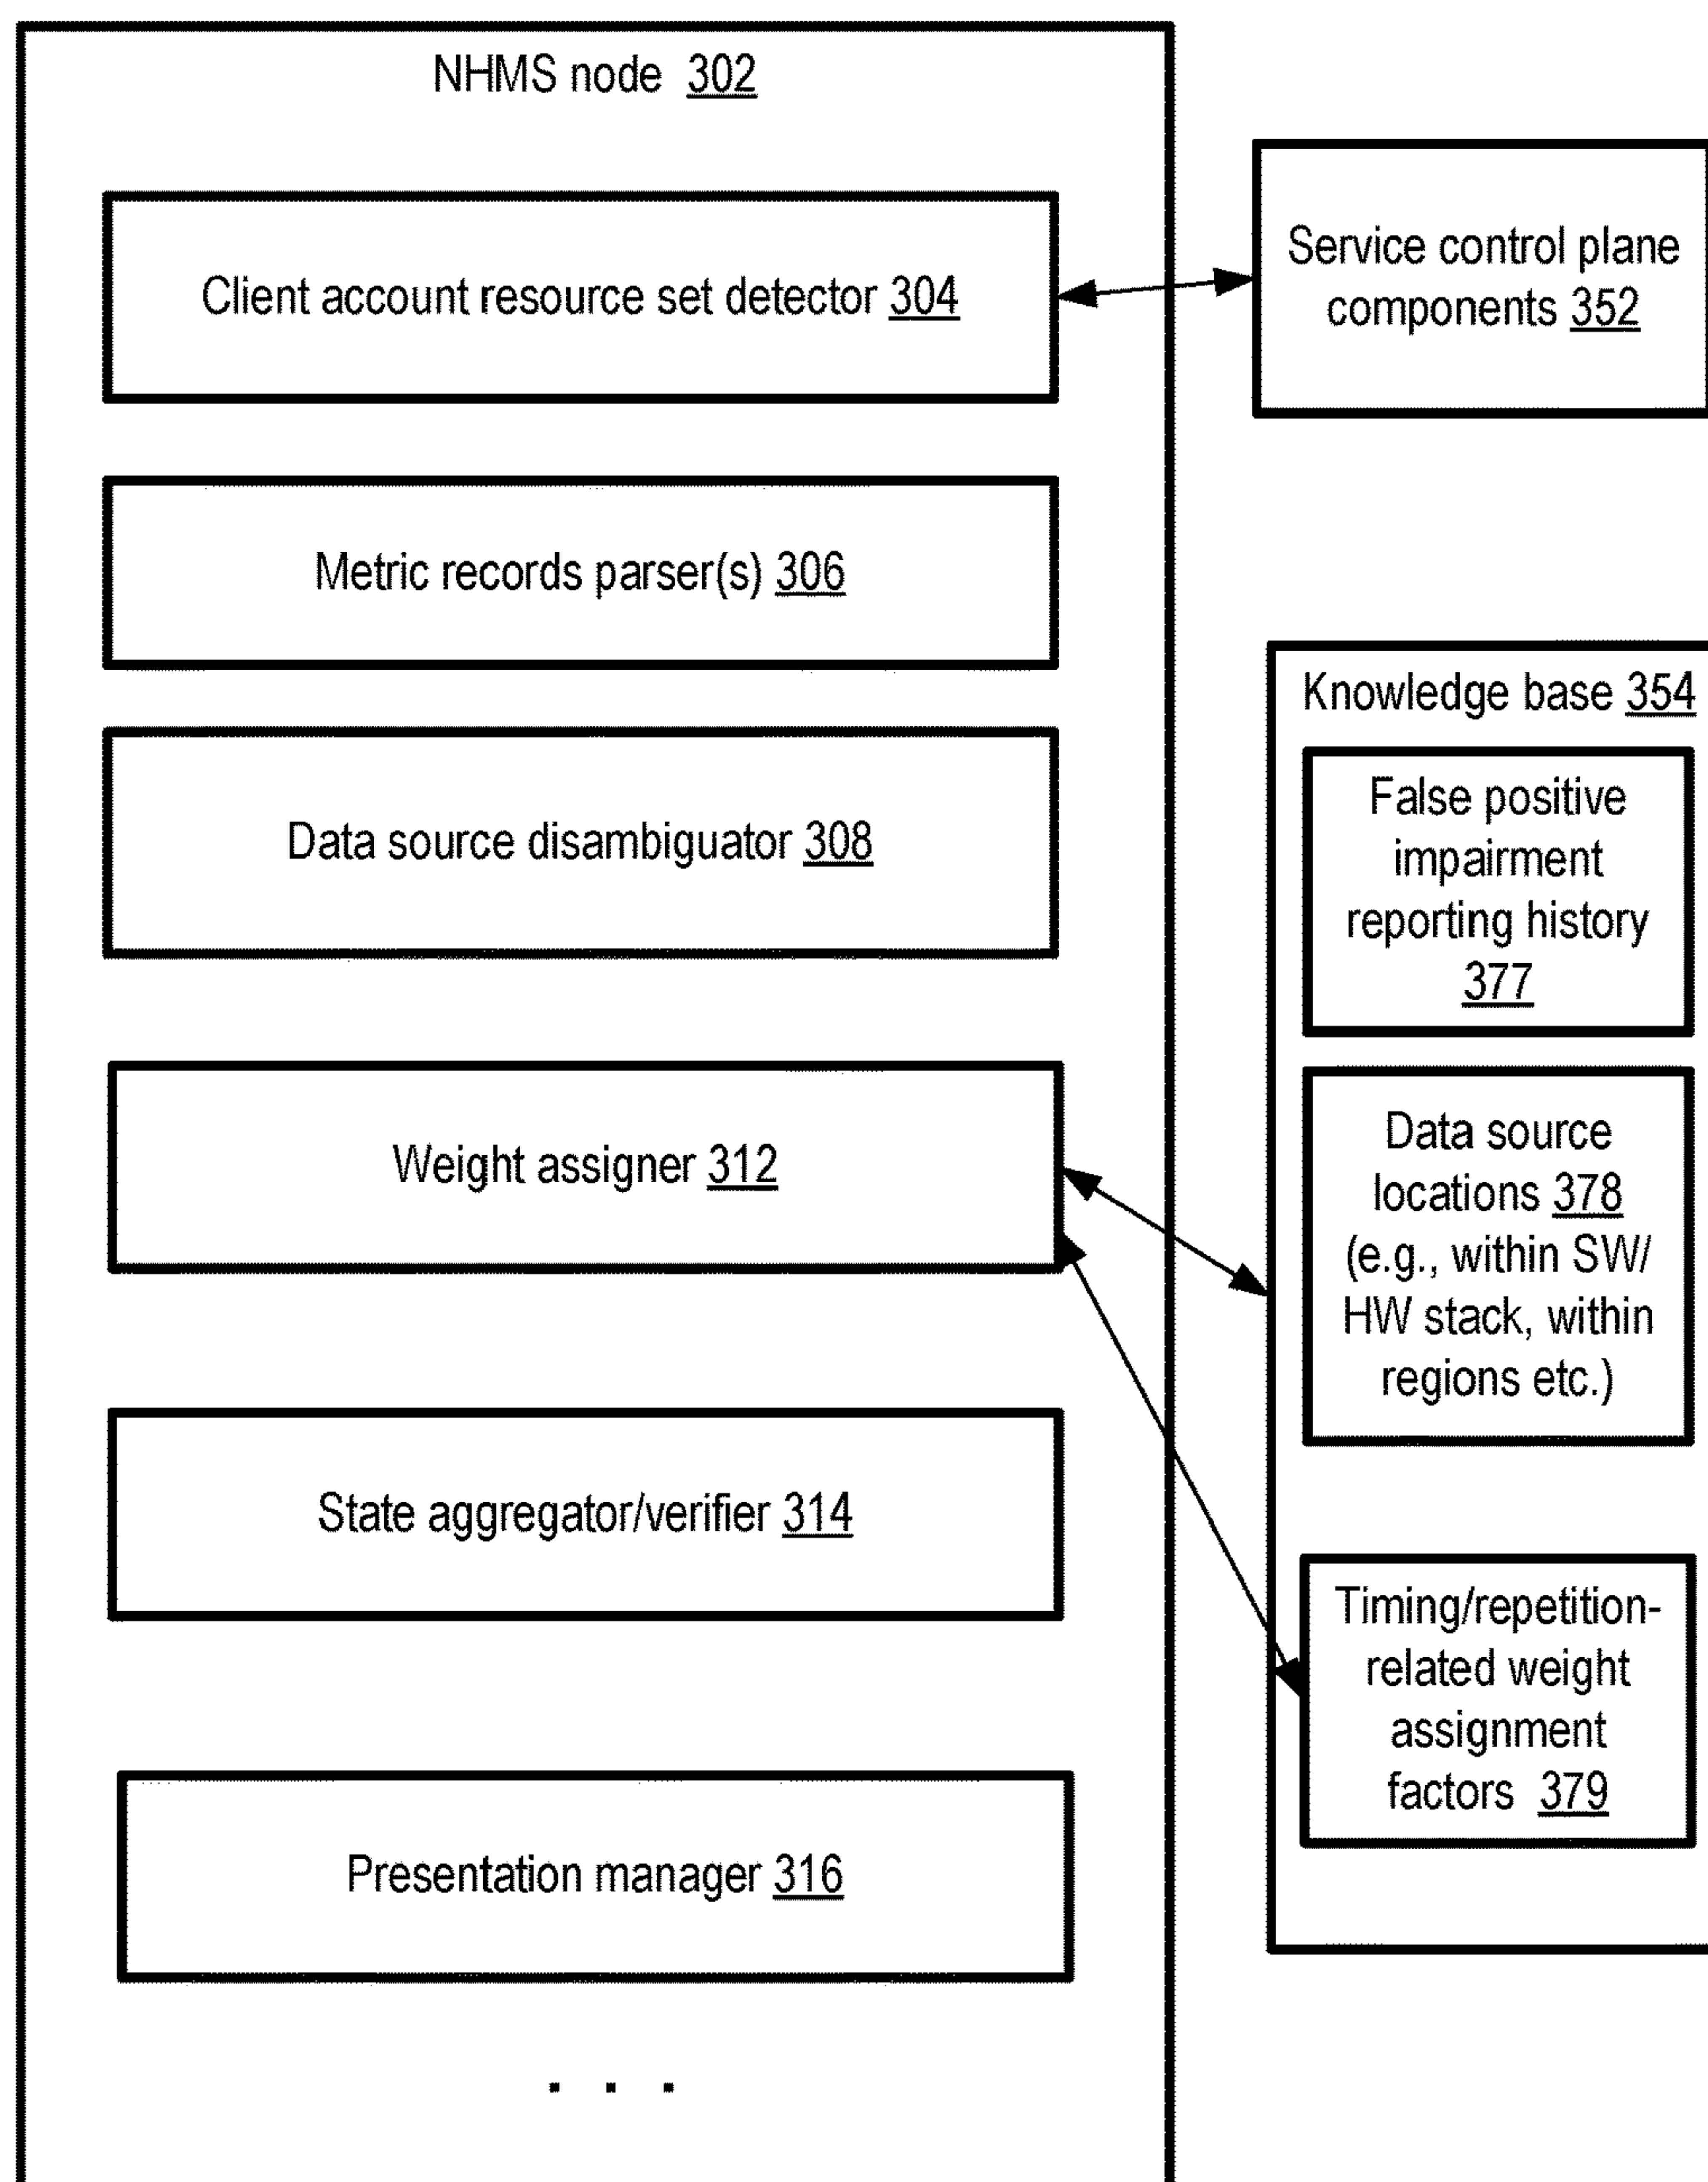 NHMS node 302
Client account resource set detector 304
Service control plane
components 352
Metric records parser(s) 306
Data source disambiguator 308
Weight assigner 312
State aggregator/verifier 314
Presentation manager 316
. . .
Knowledge base 354
False positive
impairment
reporting history
377
Data source
locations 378
(e.g., within SW/
HW stack, within
regions etc.)
Timing/repetition-
related weight
assignment
factors 379